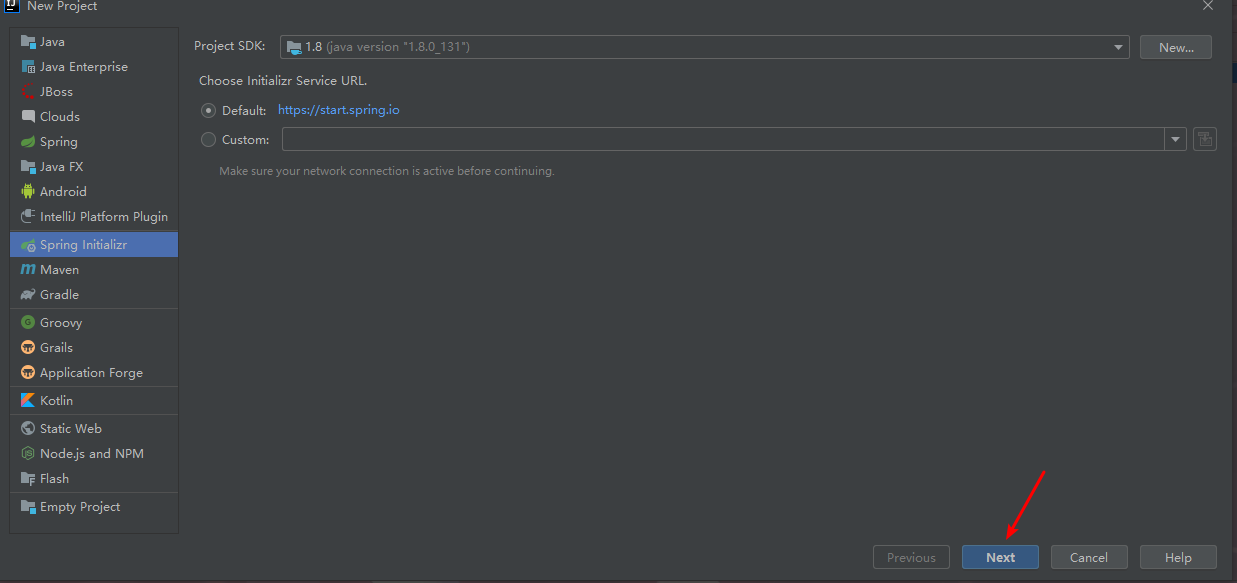 New Project
Java
Java Enterprise
JBoss
Clouds
Spring
Java FX
Android
IntelliJ Platform Plugin
Spring Initializr
Maven
Gradle
Groovy
Grails
Application Forge
Kotlin
Static Web
Node.js and NPM
Flash
Empty Project
Project SDK: 1.8 (java version "1.8.0_131") New...
Choose Initializr Service URL.
Default: https://start.spring.io
Custom:
Make sure your network connection is active before continuing.
Previous Next Cancel Help